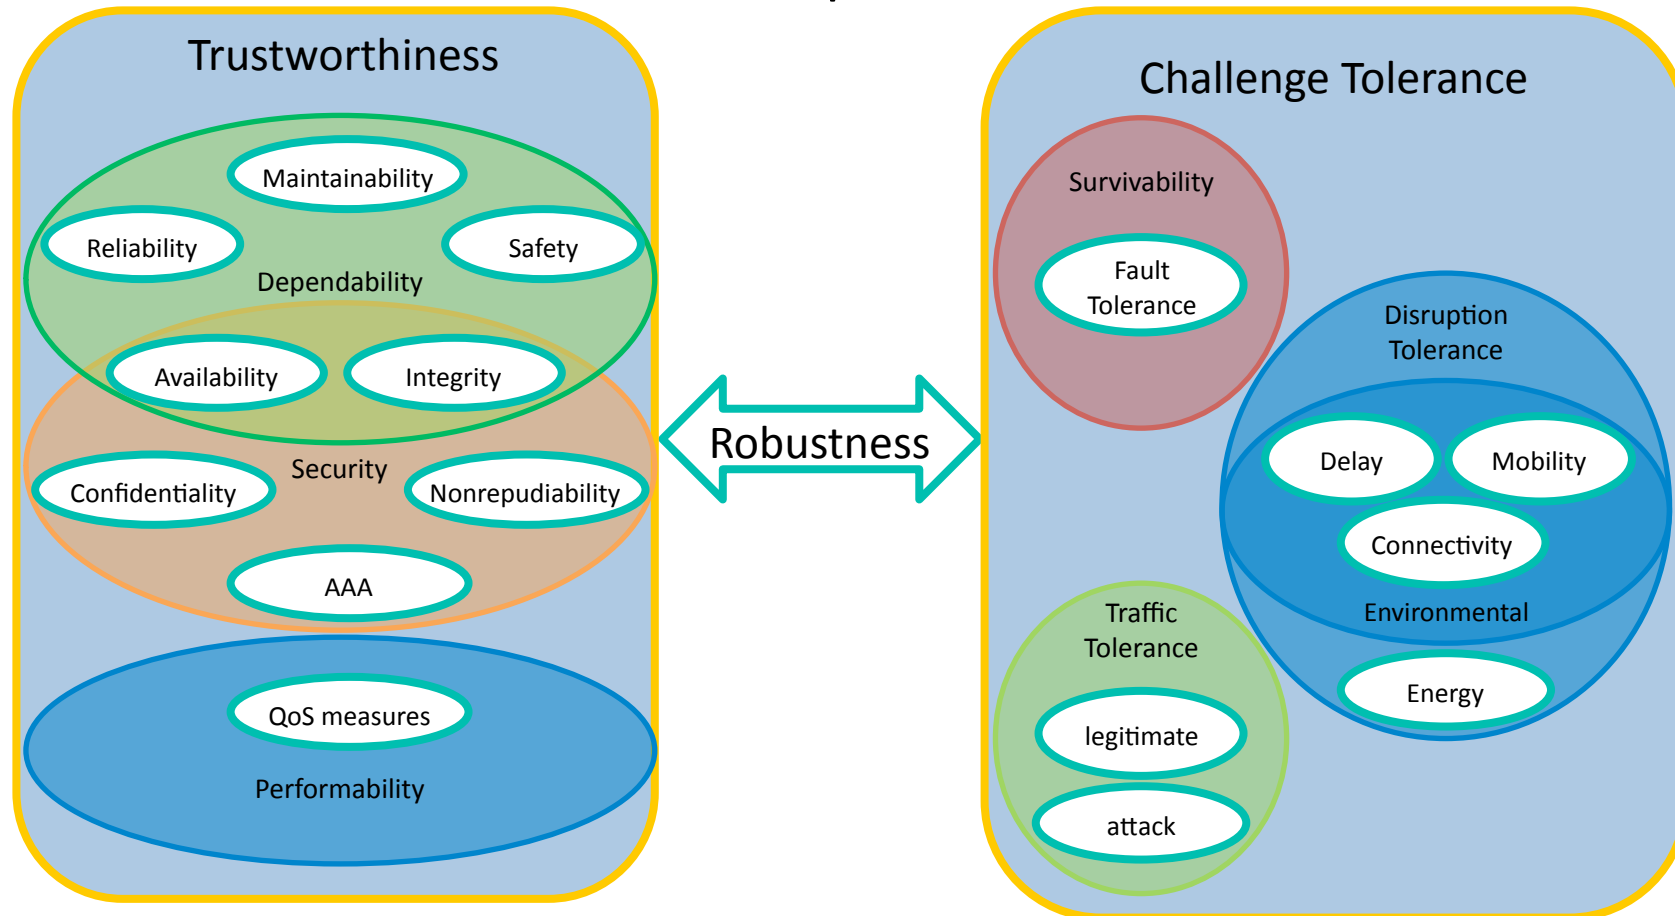 Trustworthiness
Maintainability
Reliability
Safety
Dependability
Availability
Integrity
Security
Confidentiality
Nonrepudiability
AAA
QoS measures
Performability
Robustness
Challenge Tolerance
Survivability
Fault
Tolerance
Disruption
Tolerance
Delay
Mobility
Connectivity
Environmental
Energy
Traffic
Tolerance
legitimate
attack